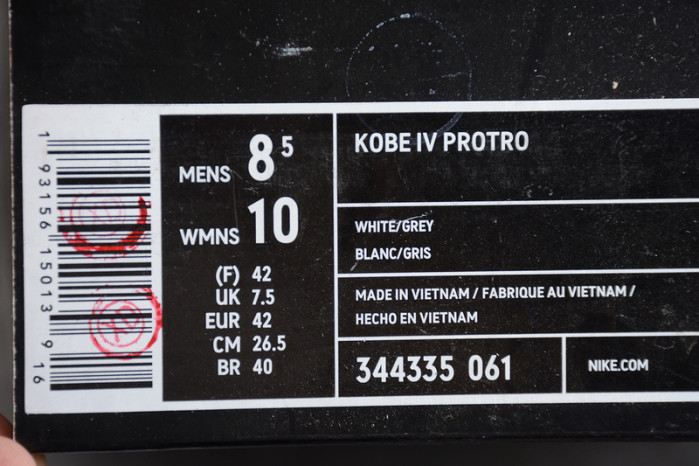 1 93156 15013 9 16
MENS 8.5
WMNS 10
(F) 42
UK 7.5
EUR 42
CM 26.5
BR 40
KOBE IV PROTRO
WHITE/GREY
BLANC/GRIS
MADE IN VIETNAM / FABRIQUE AU VIETNAM /
HECHO EN VIETNAM
344335 061
NIKE.COM